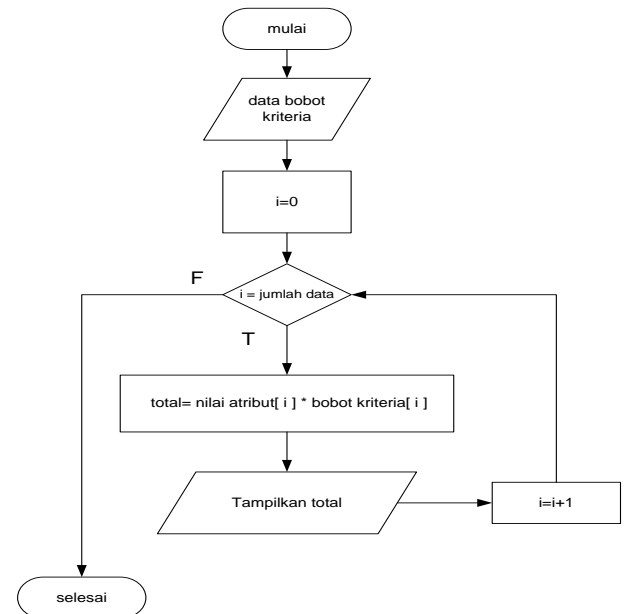 mulai
data bobot
kriteria
i=0
F
i = jumlah data
T
total= nilai atribut[ i ] * bobot kriteria[ i ]
Tampilkan total
i=i+1
selesai